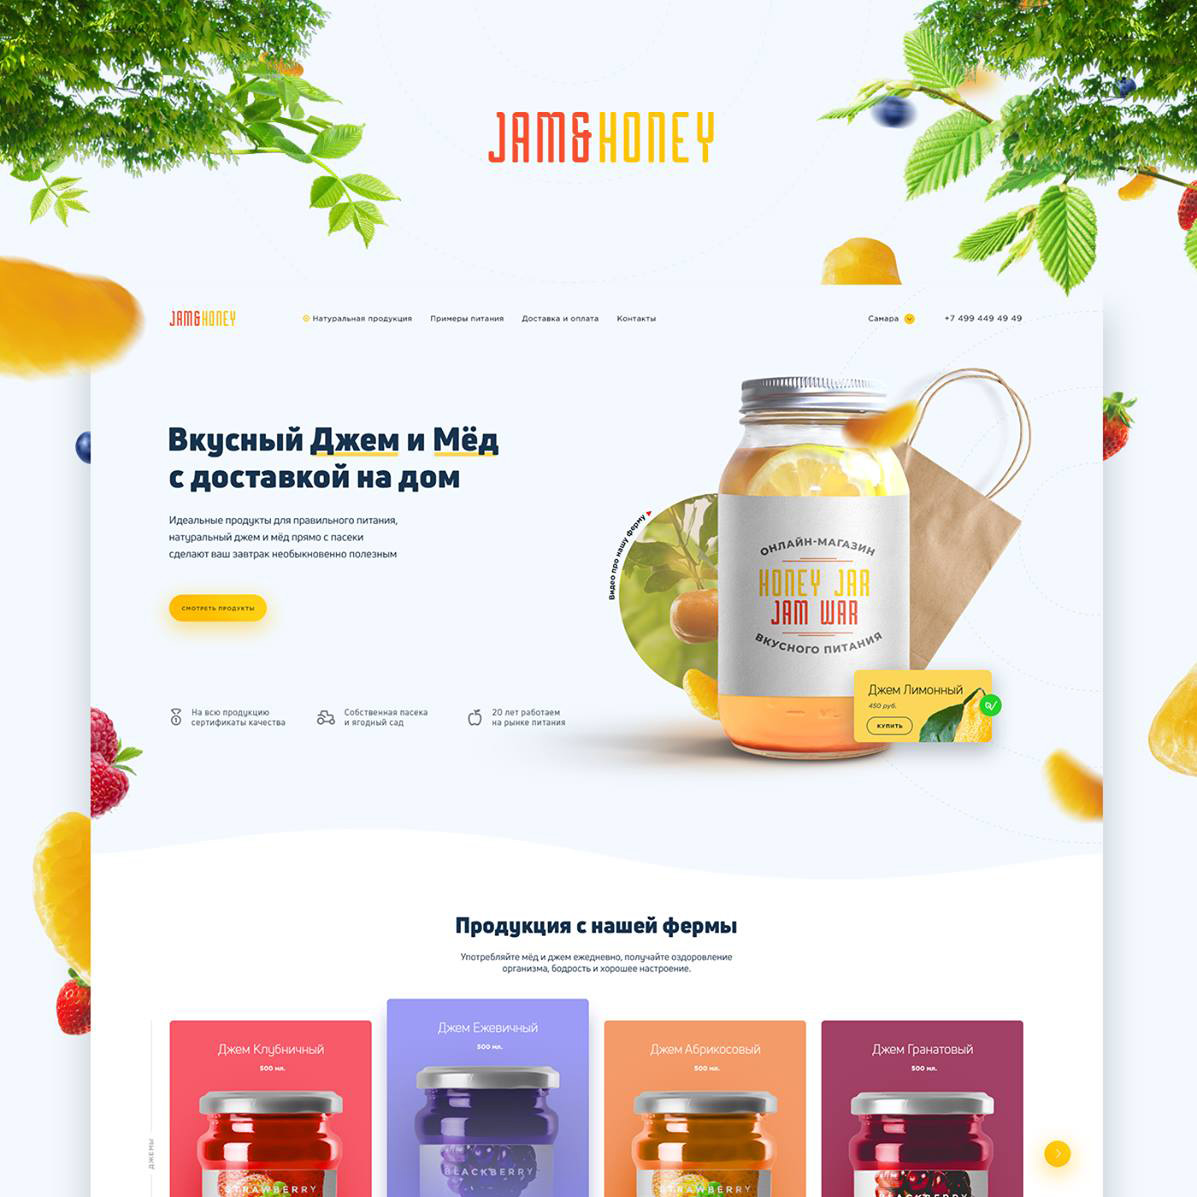 JAM&HONEY
JAM&HONEY
Натуральная продукция
Примеры питания
Доставка и оплата
Контакты
Самара
+7 499 449 49 49
Вкусный Джем и Мёд
с доставкой на дом
Идеальные продукты для правильного питания,
натуральный джем и мёд прямо с пасеки
сделают ваш завтрак необыкновенно полезным
СМОТРЕТЬ ПРОДУКТЫ
Видео про нашу ферму
ОНЛАЙН-МАГАЗИН
HONEY JAR
JAM WAR
ВКУСНОГО ПИТАНИЯ
Джем Лимонный
450 руб.
КУПИТЬ
На всю продукцию
сертификаты качества
Собственная пасека
и ягодный сад
20 лет работаем
на рынке питания
Продукция с нашей фермы
Употребляйте мёд и джем ежедневно, получайте оздоровление
организма, бодрость и хорошее настроение.
ДЖЕМЫ
Джем Клубничный
500 мл.
STRAWBERRY
Джем Ежевичный
500 мл.
BLACKBERRY
Джем Абрикосовый
500 мл.
Джем Гранатовый
500 мл.